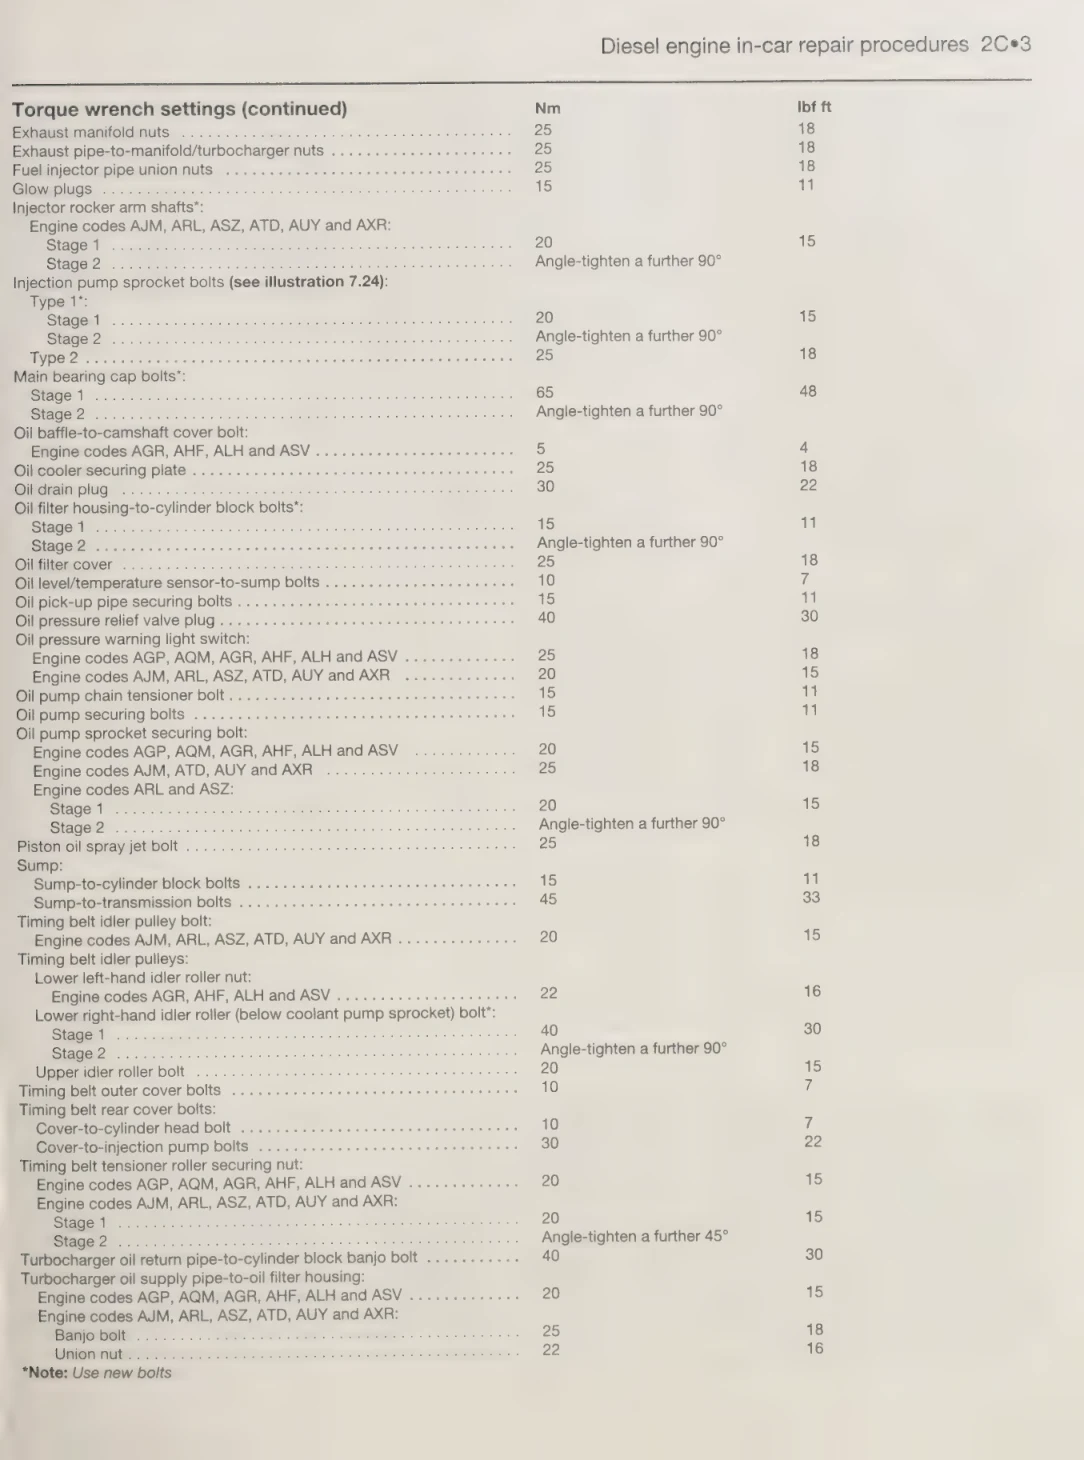 Diesel engine in-car repair procedures 2C•3
Torque wrench settings (continued) Nm lbf ft
Exhaust manifold nuts 25 18
Exhaust pipe-to-manifold/turbocharger nuts 25 18
Fuel injector pipe union nuts 25 18
Glow plugs 15 11
Injector rocker arm shafts*:
Engine codes AJM, ARL, ASZ, ATD, AUY and AXR:
Stage 1 20 15
Stage 2 Angle-tighten a further 90°
Injection pump sprocket bolts (see illustration 7.24):
Type 1*:
Stage 1 20 15
Stage 2 Angle-tighten a further 90°
Type 2 25 18
Main bearing cap bolts*:
Stage 1 65 48
Stage 2 Angle-tighten a further 90°
Oil baffle-to-camshaft cover bolt:
Engine codes AGR, AHF, ALH and ASV 5 4
Oil cooler securing plate 25 18
Oil drain plug 30 22
Oil filter housing-to-cylinder block bolts*:
Stage 1 15 11
Stage 2 Angle-tighten a further 90°
Oil filter cover 25 18
Oil level/temperature sensor-to-sump bolts 10 7
Oil pick-up pipe securing bolts 15 11
Oil pressure relief valve plug 40 30
Oil pressure warning light switch:
Engine codes AGP, AQM, AGR, AHF, ALH and ASV 25 18
Engine codes AJM, ARL, ASZ, ATD, AUY and AXR 20 15
Oil pump chain tensioner bolt 15 11
Oil pump securing bolts 15 11
Oil pump sprocket securing bolt:
Engine codes AGP, AQM, AGR, AHF, ALH and ASV 20 15
Engine codes AJM, ATD, AUY and AXR 25 18
Engine codes ARL and ASZ:
Stage 1 20 15
Stage 2 Angle-tighten a further 90°
Piston oil spray jet bolt 25 18
Sump:
Sump-to-cylinder block bolts 15 11
Sump-to-transmission bolts 45 33
Timing belt idler pulley bolt:
Engine codes AJM, ARL, ASZ, ATD, AUY and AXR 20 15
Timing belt idler pulleys:
Lower left-hand idler roller nut:
Engine codes AGR, AHF, ALH and ASV 22 16
Lower right-hand idler roller (below coolant pump sprocket) bolt*:
Stage 1 40 30
Stage 2 Angle-tighten a further 90°
Upper idler roller bolt 20 15
Timing belt outer cover bolts 10 7
Timing belt rear cover bolts:
Cover-to-cylinder head bolt 10 7
Cover-to-injection pump bolts 30 22
Timing belt tensioner roller securing nut:
Engine codes AGP, AQM, AGR, AHF, ALH and ASV 20 15
Engine codes AJM, ARL, ASZ, ATD, AUY and AXR:
Stage 1 20 15
Stage 2 Angle-tighten a further 45°
Turbocharger oil return pipe-to-cylinder block banjo bolt 40 30
Turbocharger oil supply pipe-to-oil filter housing:
Engine codes AGP, AQM, AGR, AHF, ALH and ASV 20 15
Engine codes AJM, ARL, ASZ, ATD, AUY and AXR:
Banjo bolt 25 18
Union nut 22 16
*Note: Use new bolts